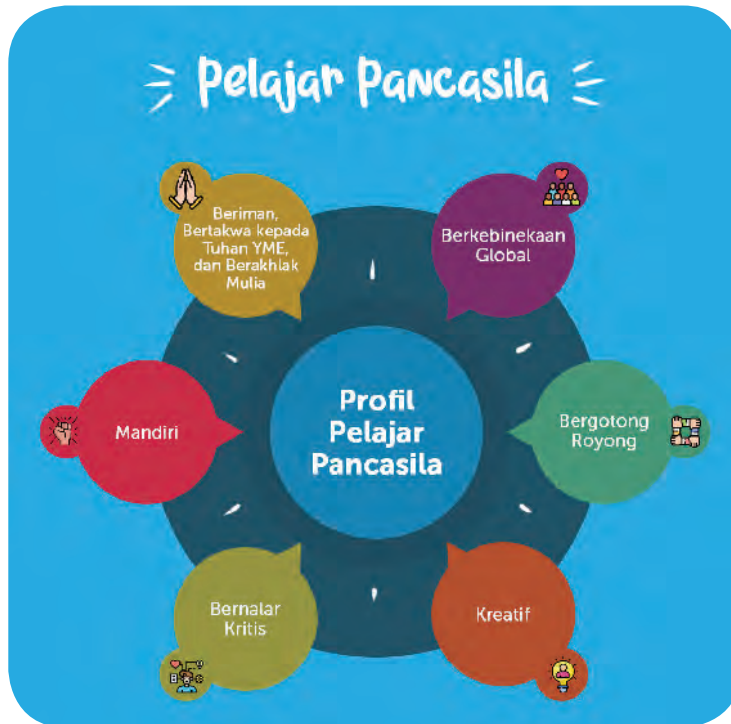 Pelajar Pancasila
Beriman,
Bertakwa kepada
Tuhan YME,
dan Berakhlak
Mulia
Berkebinekaan
Global
Mandiri
Profil
Pelajar
Pancasila
Bergotong
Royong
Bernalar
Kritis
Kreatif